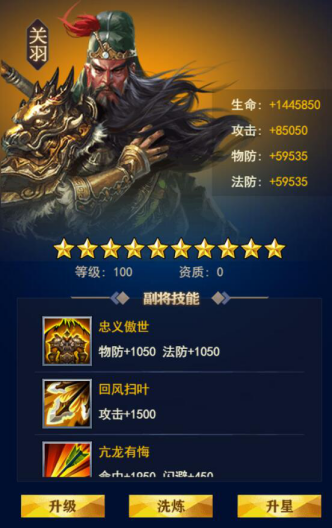 关羽
生命：+1445850
攻击：+85050
物防：+59535
法防：+59535
等级：100 资质：0
副将技能
忠义傲世
物防+1050 法防+1050
回风扫叶
攻击+1500
亢龙有悔
命中+1950 闪避+450
升级 洗炼 升星